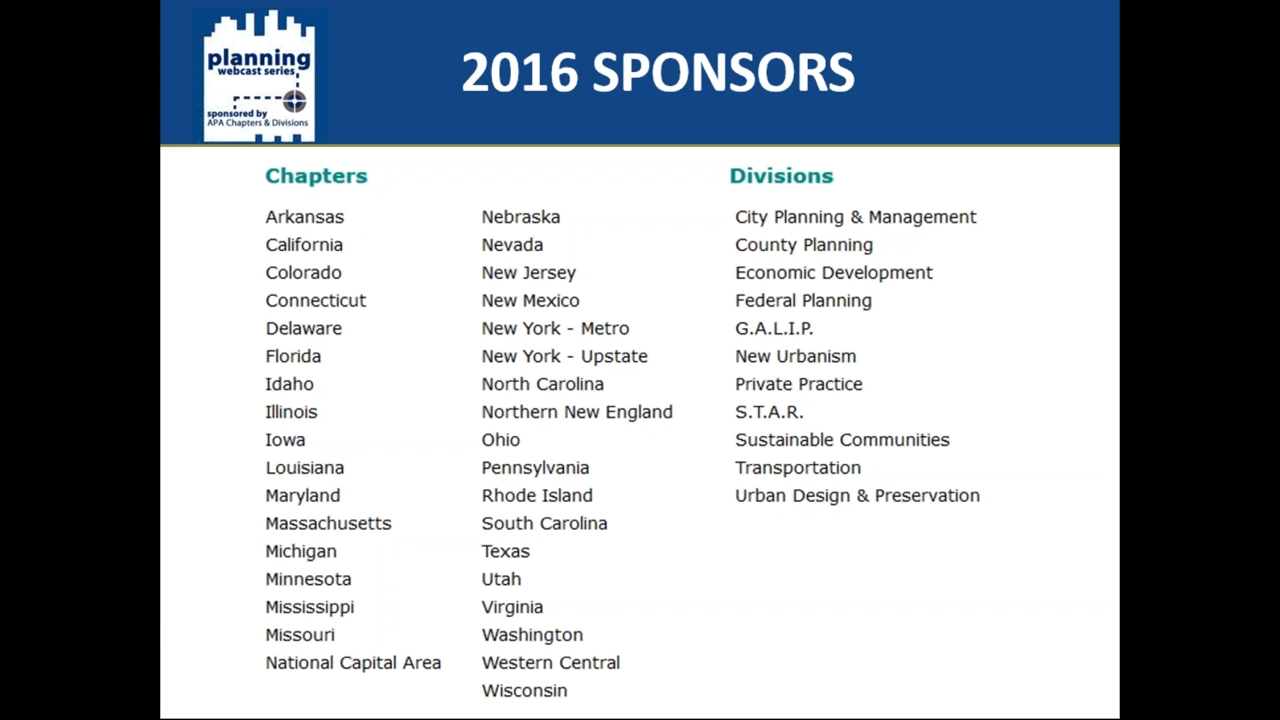 planning
webcast series
sponsored by
APA Chapters & Divisions
2016 SPONSORS
Chapters
Arkansas
California
Colorado
Connecticut
Delaware
Florida
Idaho
Illinois
Iowa
Louisiana
Maryland
Massachusetts
Michigan
Minnesota
Mississippi
Missouri
National Capital Area
Nebraska
Nevada
New Jersey
New Mexico
New York - Metro
New York - Upstate
North Carolina
Northern New England
Ohio
Pennsylvania
Rhode Island
South Carolina
Texas
Utah
Virginia
Washington
Western Central
Wisconsin
Divisions
City Planning & Management
County Planning
Economic Development
Federal Planning
G.A.L.I.P.
New Urbanism
Private Practice
S.T.A.R.
Sustainable Communities
Transportation
Urban Design & Preservation